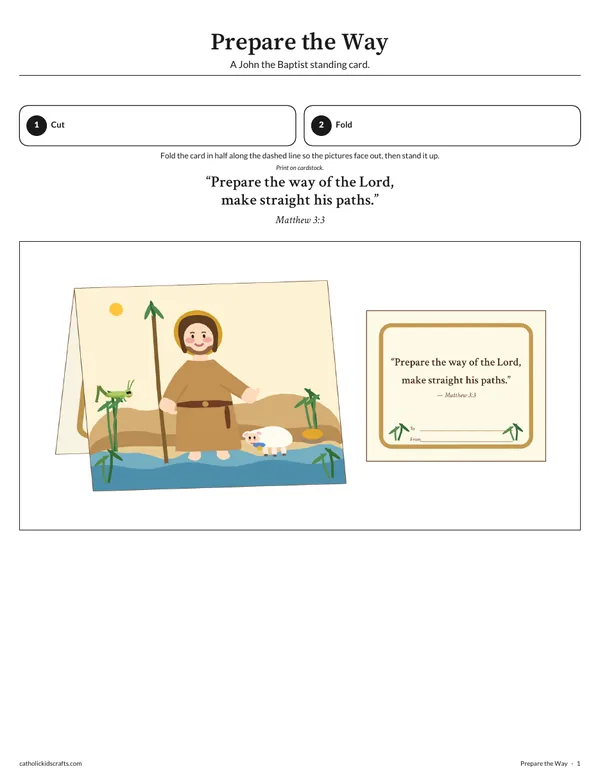 Prepare the Way
A John the Baptist standing card.
1 Cut
2 Fold
Fold the card in half along the dashed line so the pictures face out, then stand it up.
Print on cardstock.
“Prepare the way of the Lord,
make straight his paths.”
Matthew 3:3
“Prepare the way of the Lord,
make straight his paths.”
— Matthew 3:3
To
From
catholickidscrafts.com
Prepare the Way - 1